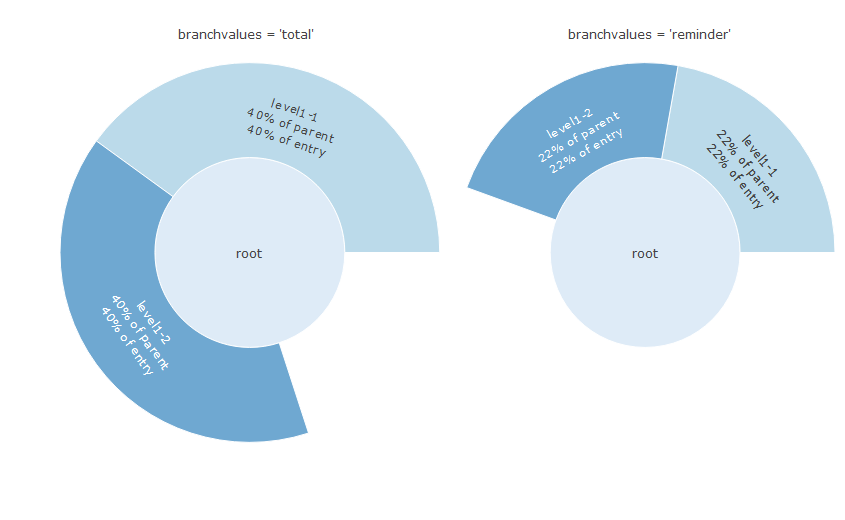 branchvalues = 'total'
level1-1
40% of parent
40% of entry
root
level1-2
40% of parent
40% of entry
branchvalues = 'reminder'
level1-2
22% of parent
22% of entry
level1-1
22% of parent
22% of entry
root